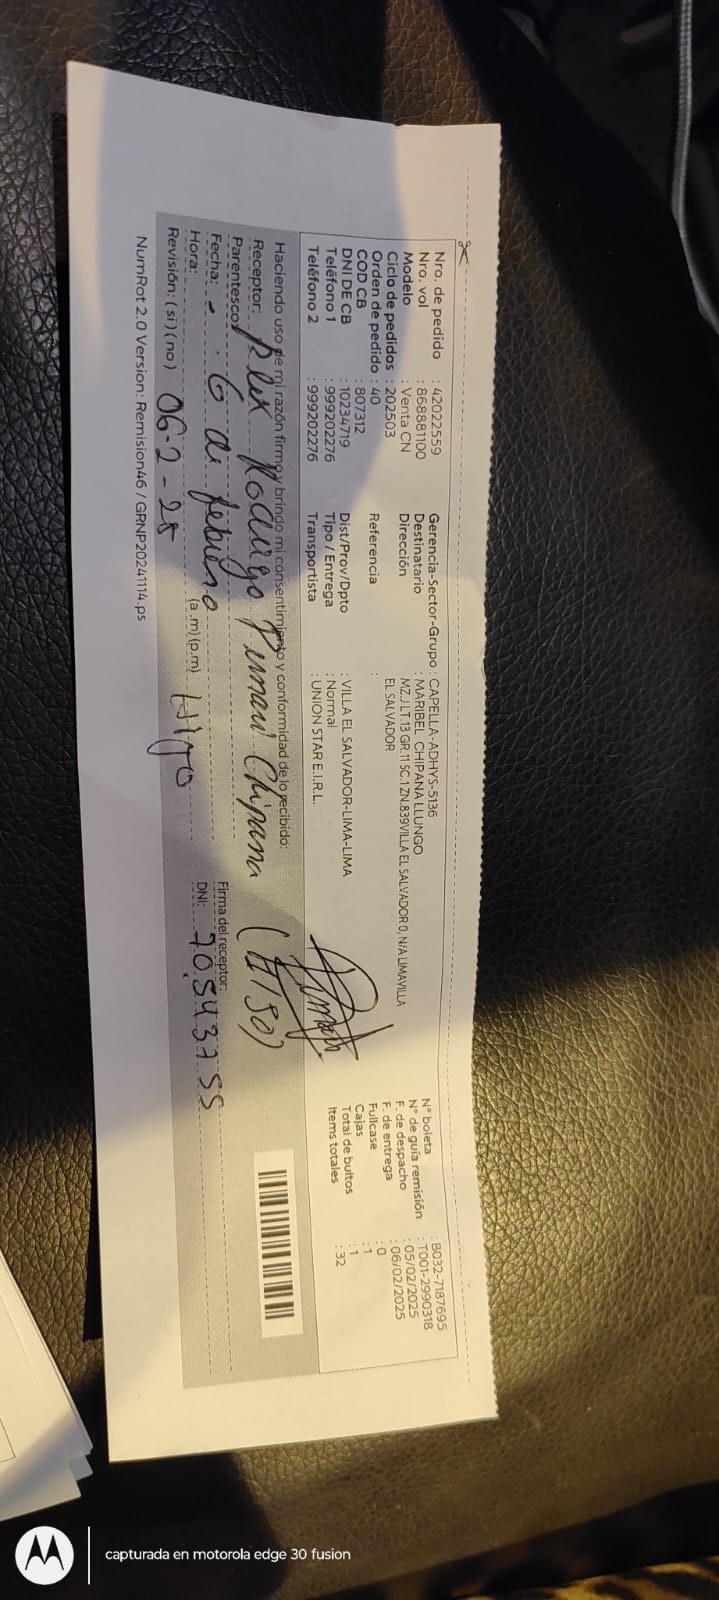 Nro. de pedido : 42022559
Nro. vol : 868881100
Modelo : Venta CN
Ciclo de pedidos : 202503
Orden de pedido : 40
COD CB : 807312
DNI DE CB : 10234719
Teléfono 1 : 999202276
Teléfono 2 : 999202276
Gerencia-Sector-Grupo : CAPELLA-ADHYS-5136
Destinatario : MARIBEL CHIPANA LLUNGO
Dirección : MZ.J LT.13 GR.11 SC.1 ZN.839VILLA EL SALVADOR 0, N/A LIMAVILLA
EL SALVADOR
Referencia :
Dist/Prov/Dpto : VILLA EL SALVADOR-LIMA-LIMA
Tipo / Entrega : Normal
Transportista : UNION STAR E.I.R.L.
N° boleta : B032-7187695
N° de guía remisión : T001-2990318
F. de despacho : 05/02/2025
F. de entrega : 06/02/2025
Fullcase : 0
Cajas : 1
Total de bultos : 1
Items totales : 32
Haciendo uso de mi razón firmo y brindo mi consentimiento y conformidad de lo recibido:
Receptor: Alex Rodrigo Pumauri Chipana
Parentesco:
Fecha: - 6 de febrero
Firma del receptor:
Hora: (a.m)(p.m) Hijo
DNI: 70543755
Revisión: (si)(no) 06-2-25
NumRot 2.0 Version: Remision46 / GRNP20241114.ps
capturada en motorola edge 30 fusion